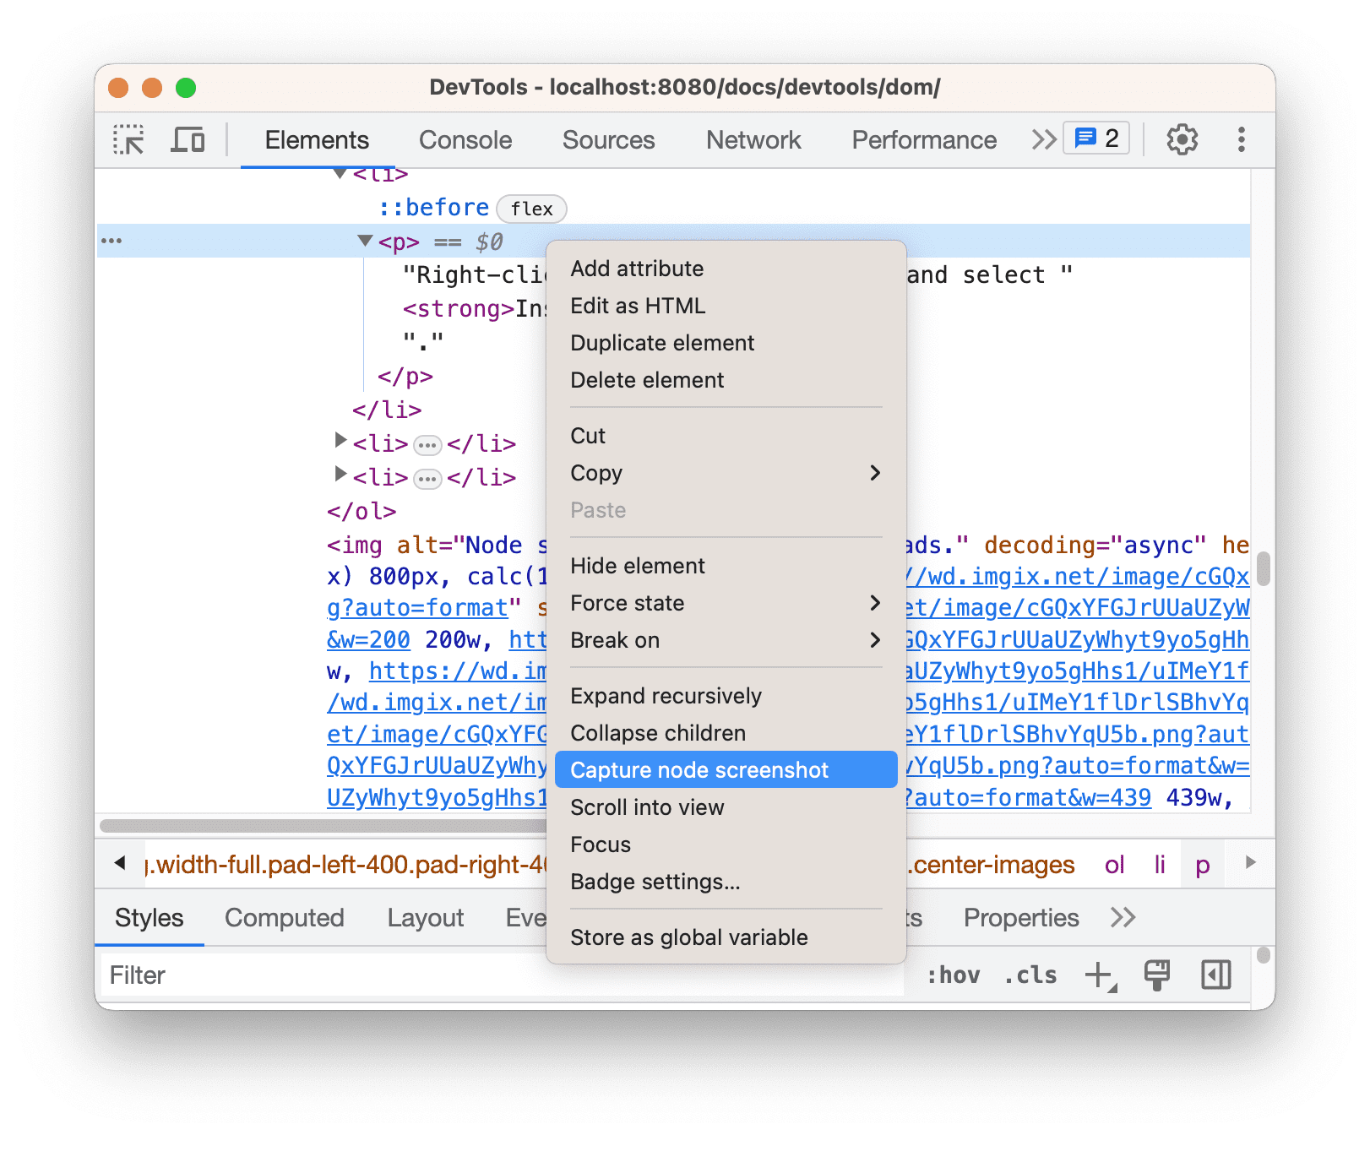 DevTools - localhost:8080/docs/devtools/dom/
Elements Console Sources Network Performance 2
<li>
::before flex
<p> == $0
"Right-clic and select "
<strong>Ins
"."
</p>
</li>
<li> … </li>
<li> … </li>
</ol>
<img alt="Node s ads." decoding="async" he
x) 800px, calc(1 //wd.imgix.net/image/cGQx
g?auto=format" s et/image/cGQxYFGJrUUaUZyW
&w=200 200w, htt GQxYFGJrUUaUZyWhyt9yo5gHh
w, https://wd.im aUZyWhyt9yo5gHhs1/uIMeY1f
/wd.imgix.net/im o5gHhs1/uIMeY1flDrlSBhvYq
et/image/cGQxYFG eY1flDrlSBhvYqU5b.png?aut
QxYFGJrUUaUZyWhy vYqU5b.png?auto=format&w=
UZyWhyt9yo5gHhs1 ?auto=format&w=439 439w,
Add attribute
Edit as HTML
Duplicate element
Delete element
Cut
Copy
Paste
Hide element
Force state
Break on
Expand recursively
Collapse children
Capture node screenshot
Scroll into view
Focus
Badge settings...
Store as global variable
.width-full.pad-left-400.pad-right-40 .center-images ol li p
Styles Computed Layout Eve ts Properties
Filter :hov .cls